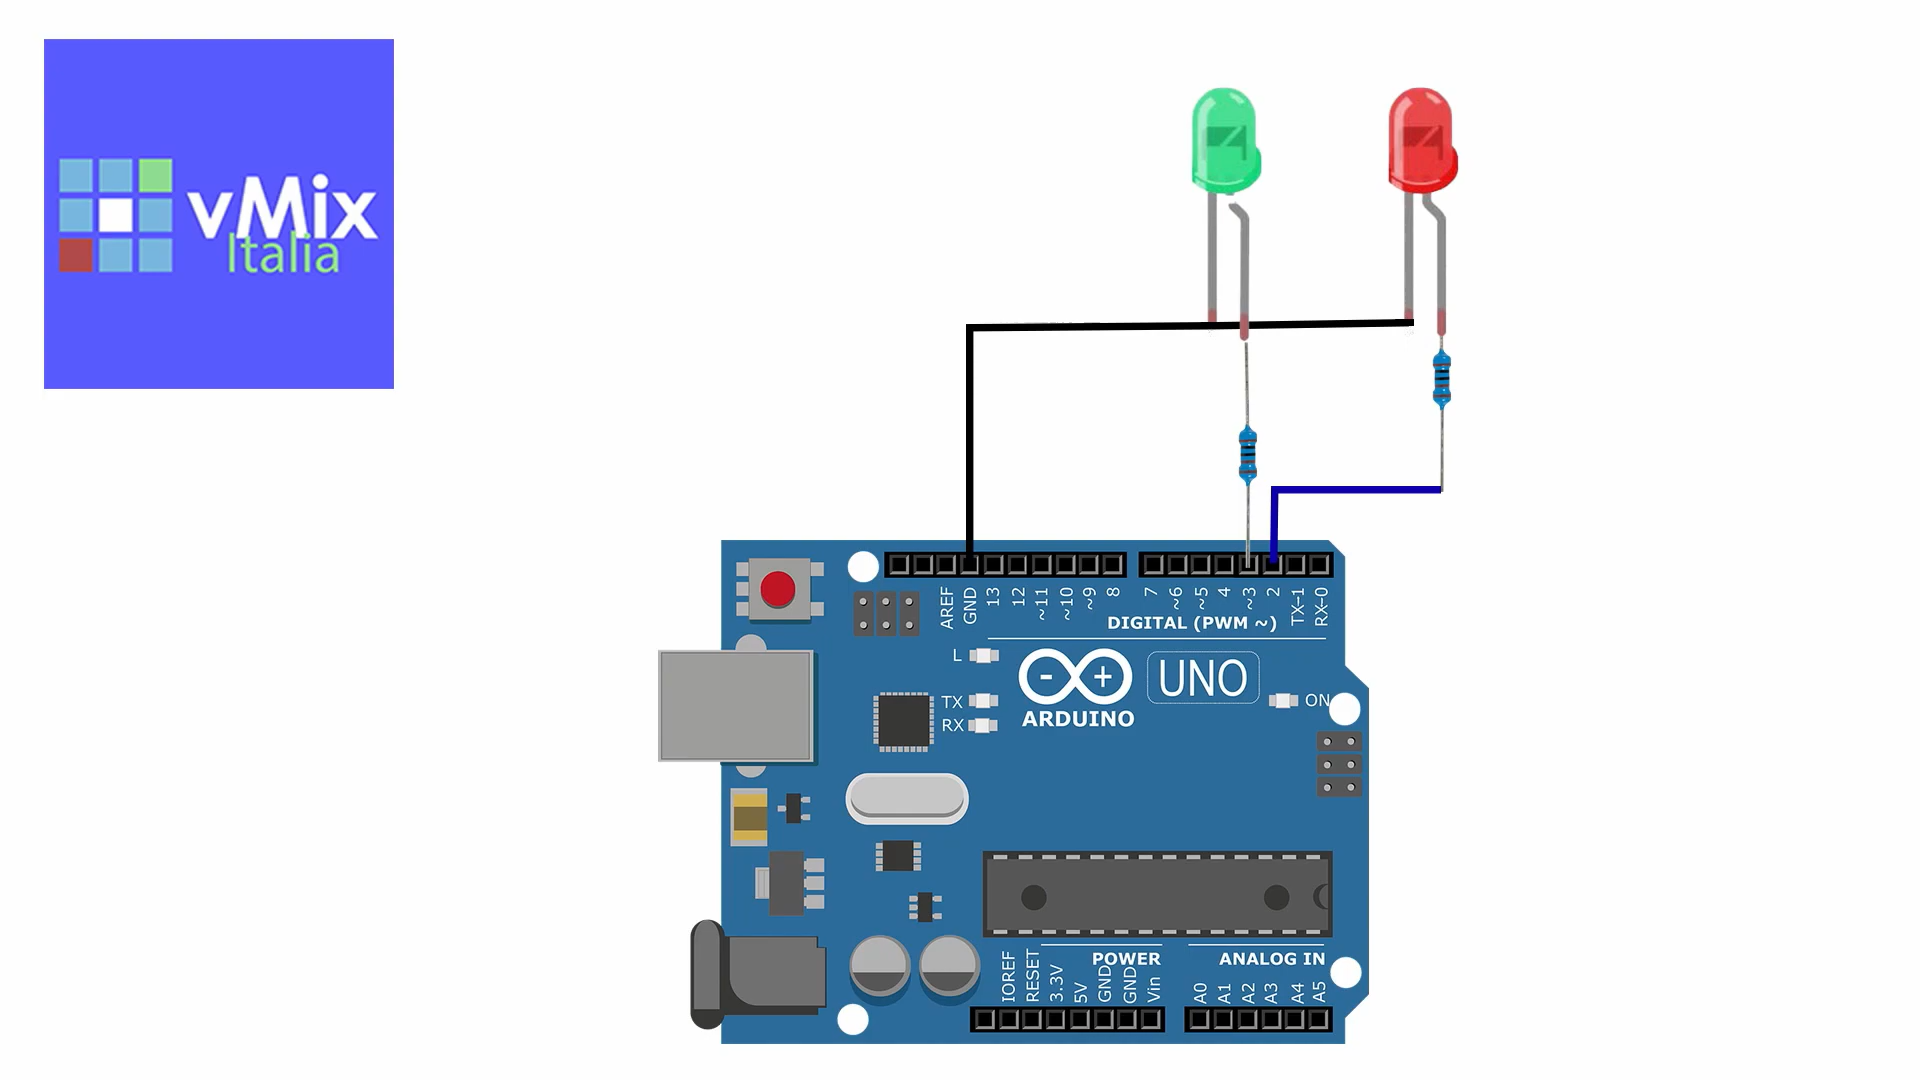 vMix
Italia
AREF
GND
13
12
~11
~10
~9
8
7
~6
~5
4
~3
2
TX-1
RX-0
DIGITAL (PWM ~)
L
TX
RX
- +
ARDUINO
UNO
ON
IOREF
RESET
3.3V
5V
GND
GND
Vin
POWER
ANALOG IN
A0
A1
A2
A3
A4
A5